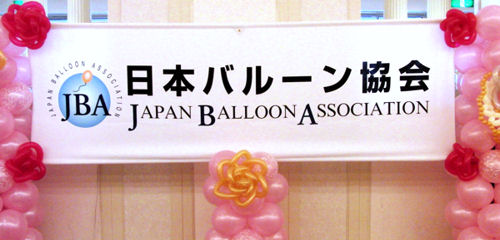 JAPAN BALLOON ASSOCIATION
JBA
日本バルーン協会
JAPAN BALLOON ASSOCIATION